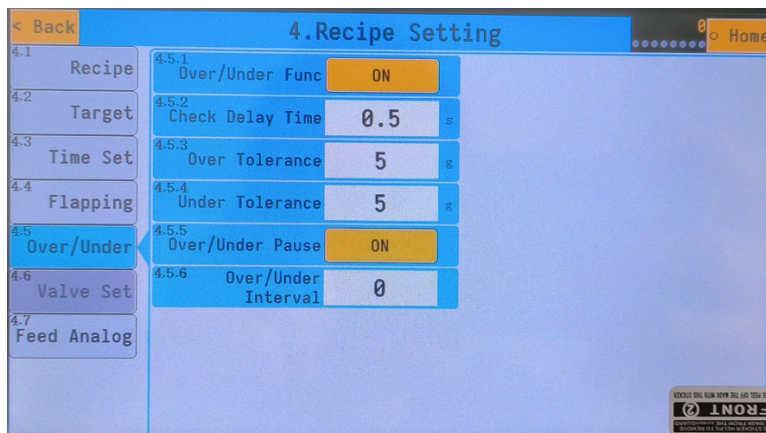 < Back
4.Recipe Setting
0
Home
4.1
Recipe
4.2
Target
4.3
Time Set
4.4
Flapping
4.5
Over/Under
4.6
Valve Set
4.7
Feed Analog
4.5.1
Over/Under Func
ON
4.5.2
Check Delay Time
0.5
s
4.5.3
Over Tolerance
5
g
4.5.4
Under Tolerance
5
g
4.5.5
Over/Under Pause
ON
4.5.6
Over/Under
Interval
0
FRONT 2